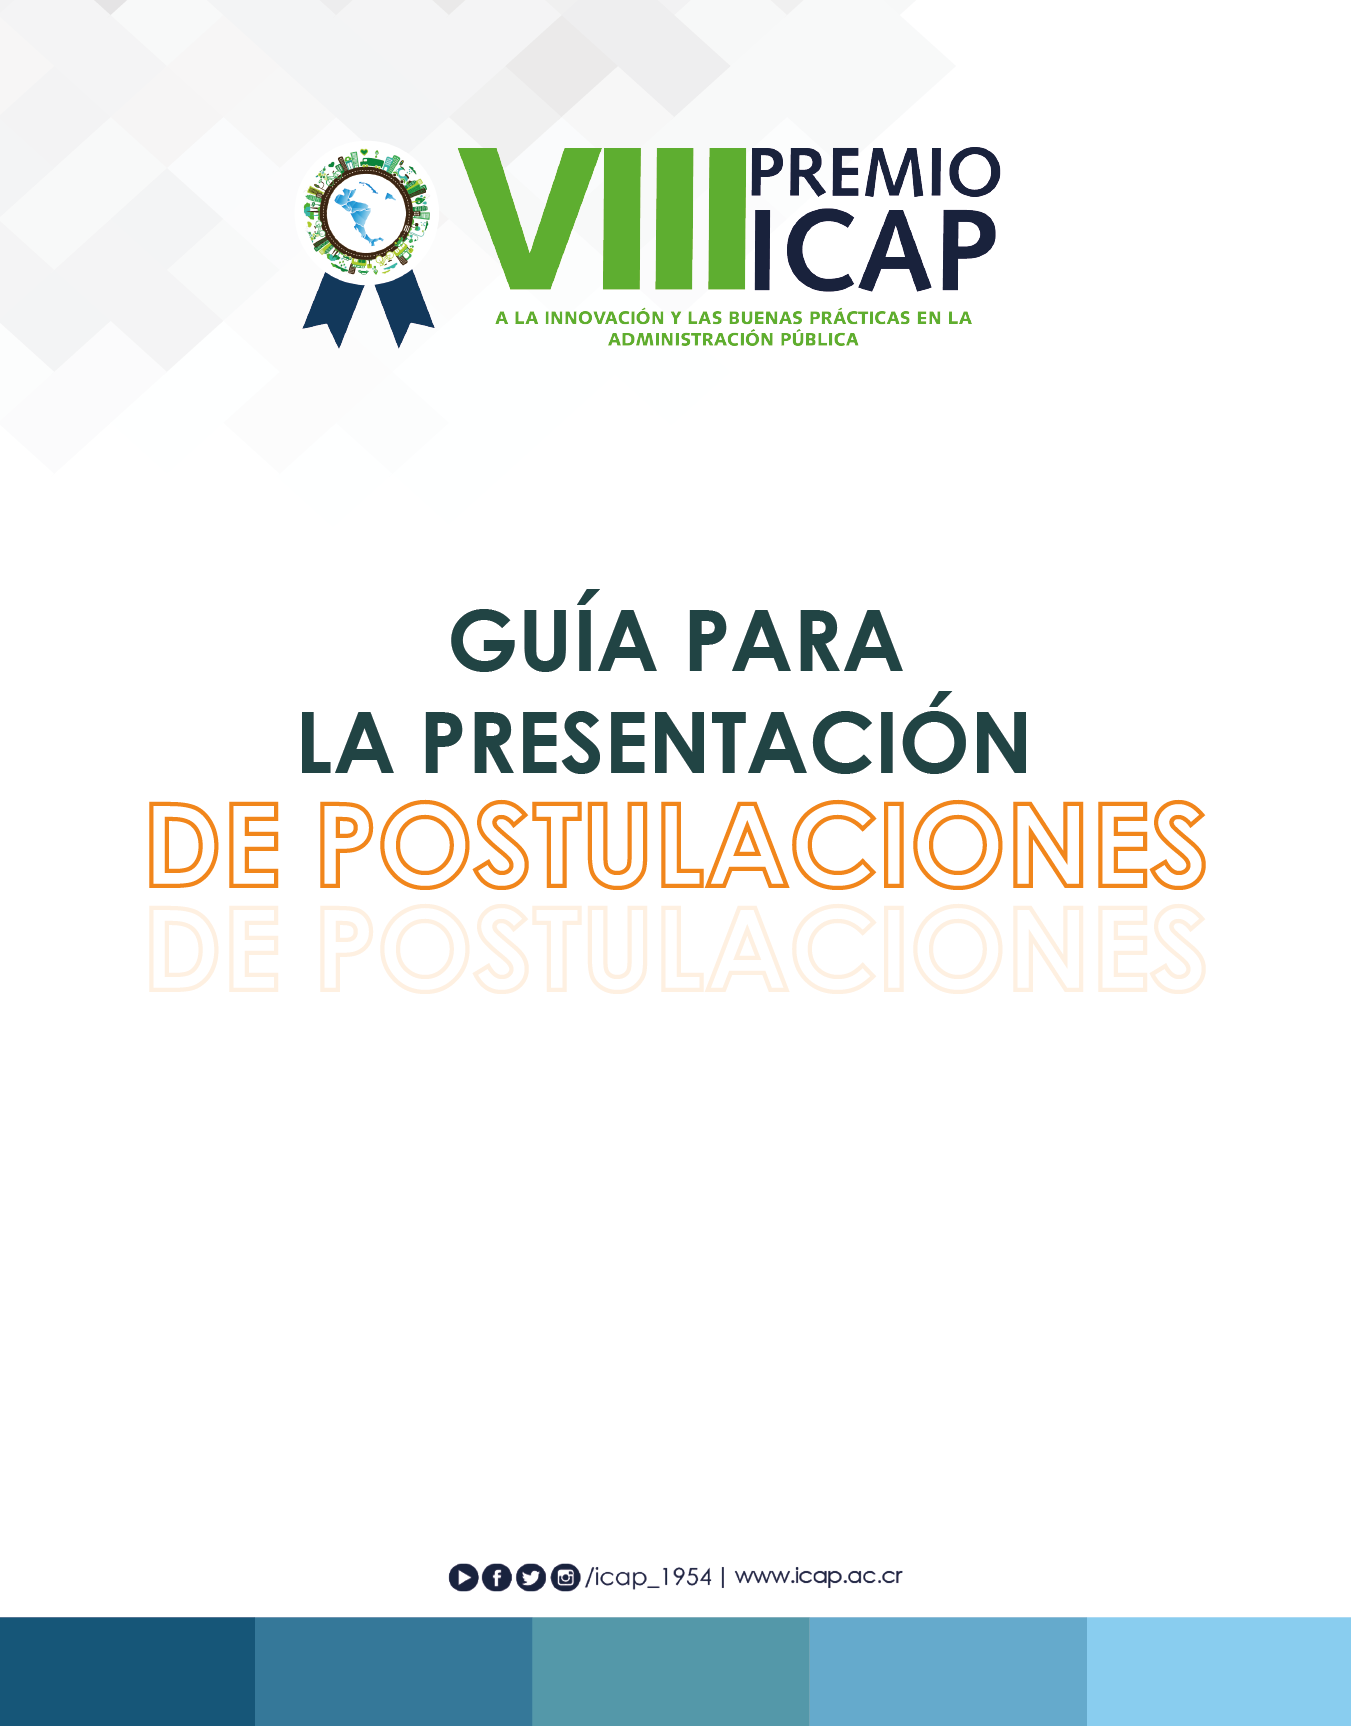 VIII PREMIO
ICAP
A LA INNOVACIÓN Y LAS BUENAS PRÁCTICAS EN LA
ADMINISTRACIÓN PÚBLICA
GUÍA PARA
LA PRESENTACIÓN
DE POSTULACIONES
DE POSTULACIONES
/icap_1954 | www.icap.ac.cr